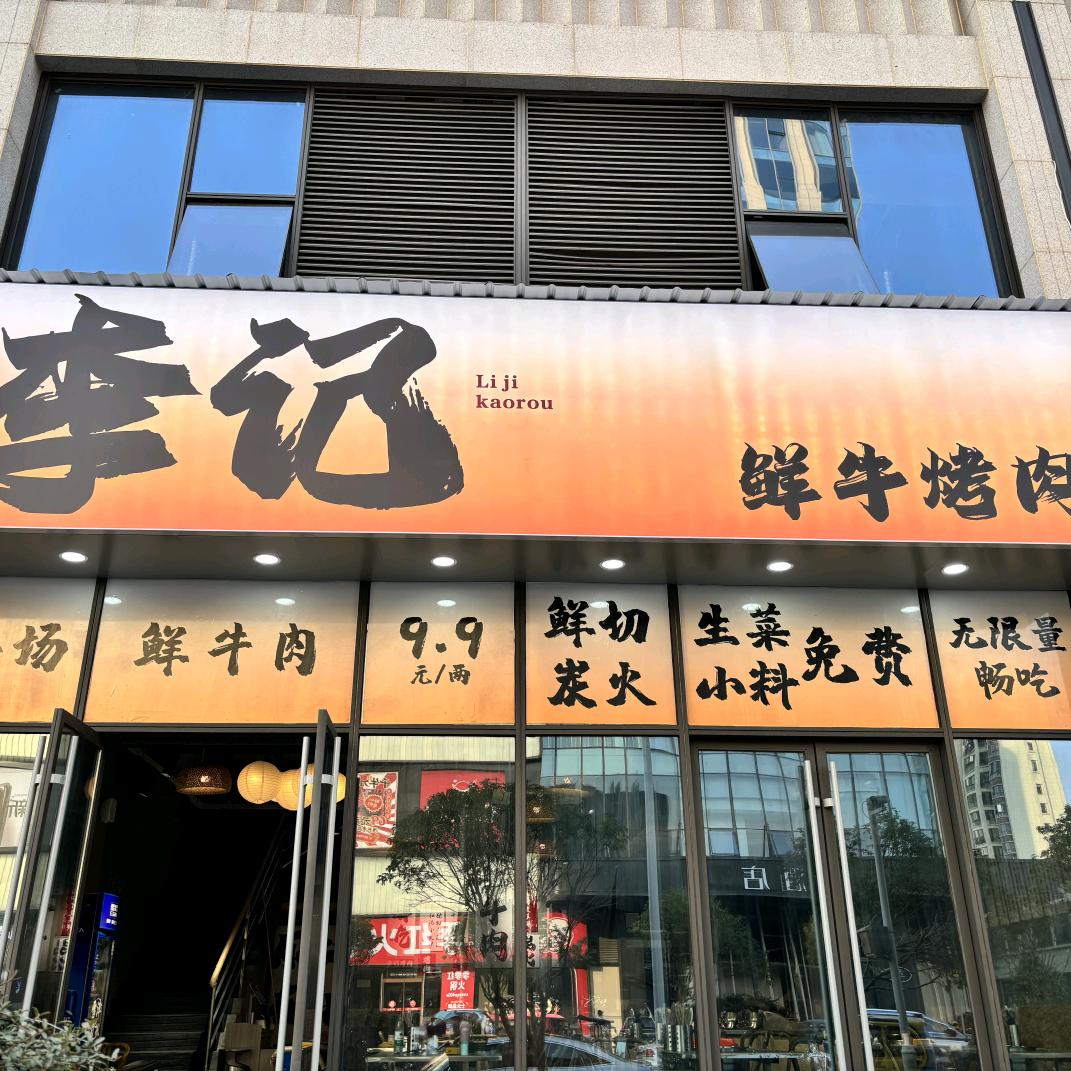 李记
Li ji
kaorou
鲜牛烤肉
场
鲜牛肉
9.9
元/两
鲜切
炭火
生菜
小料
免费
无限量
畅吃